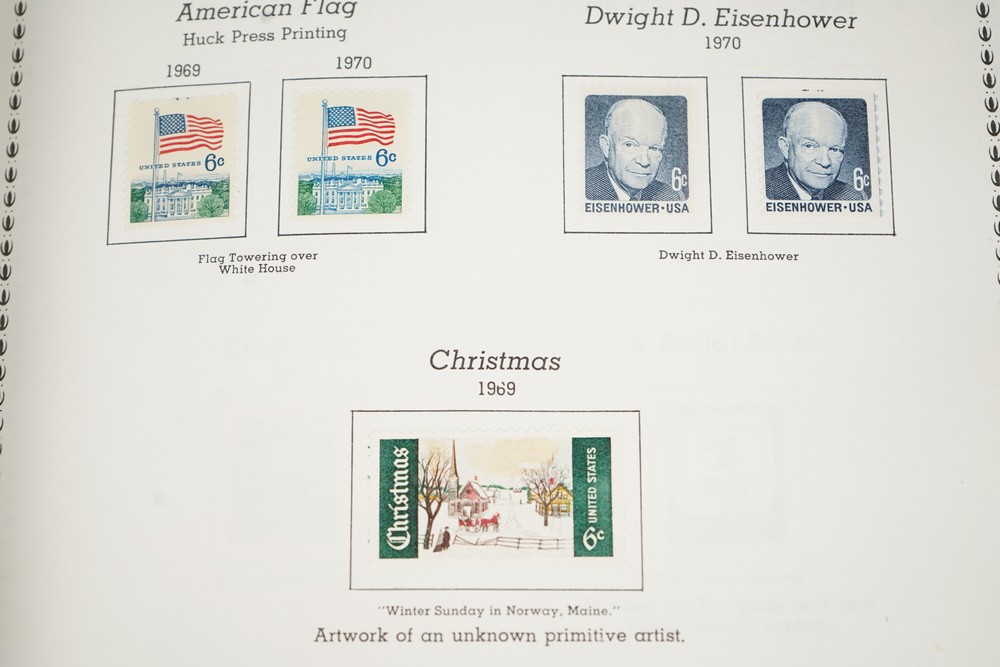 American Flag
Huck Press Printing
1969
1970
UNITED STATES 6c
UNITED STATES 6c
Flag Towering over
White House
Dwight D. Eisenhower
1970
6c
EISENHOWER·USA
6c
EISENHOWER·USA
Dwight D. Eisenhower
Christmas
1969
Christmas
6c UNITED STATES
"Winter Sunday in Norway, Maine."
Artwork of an unknown primitive artist.